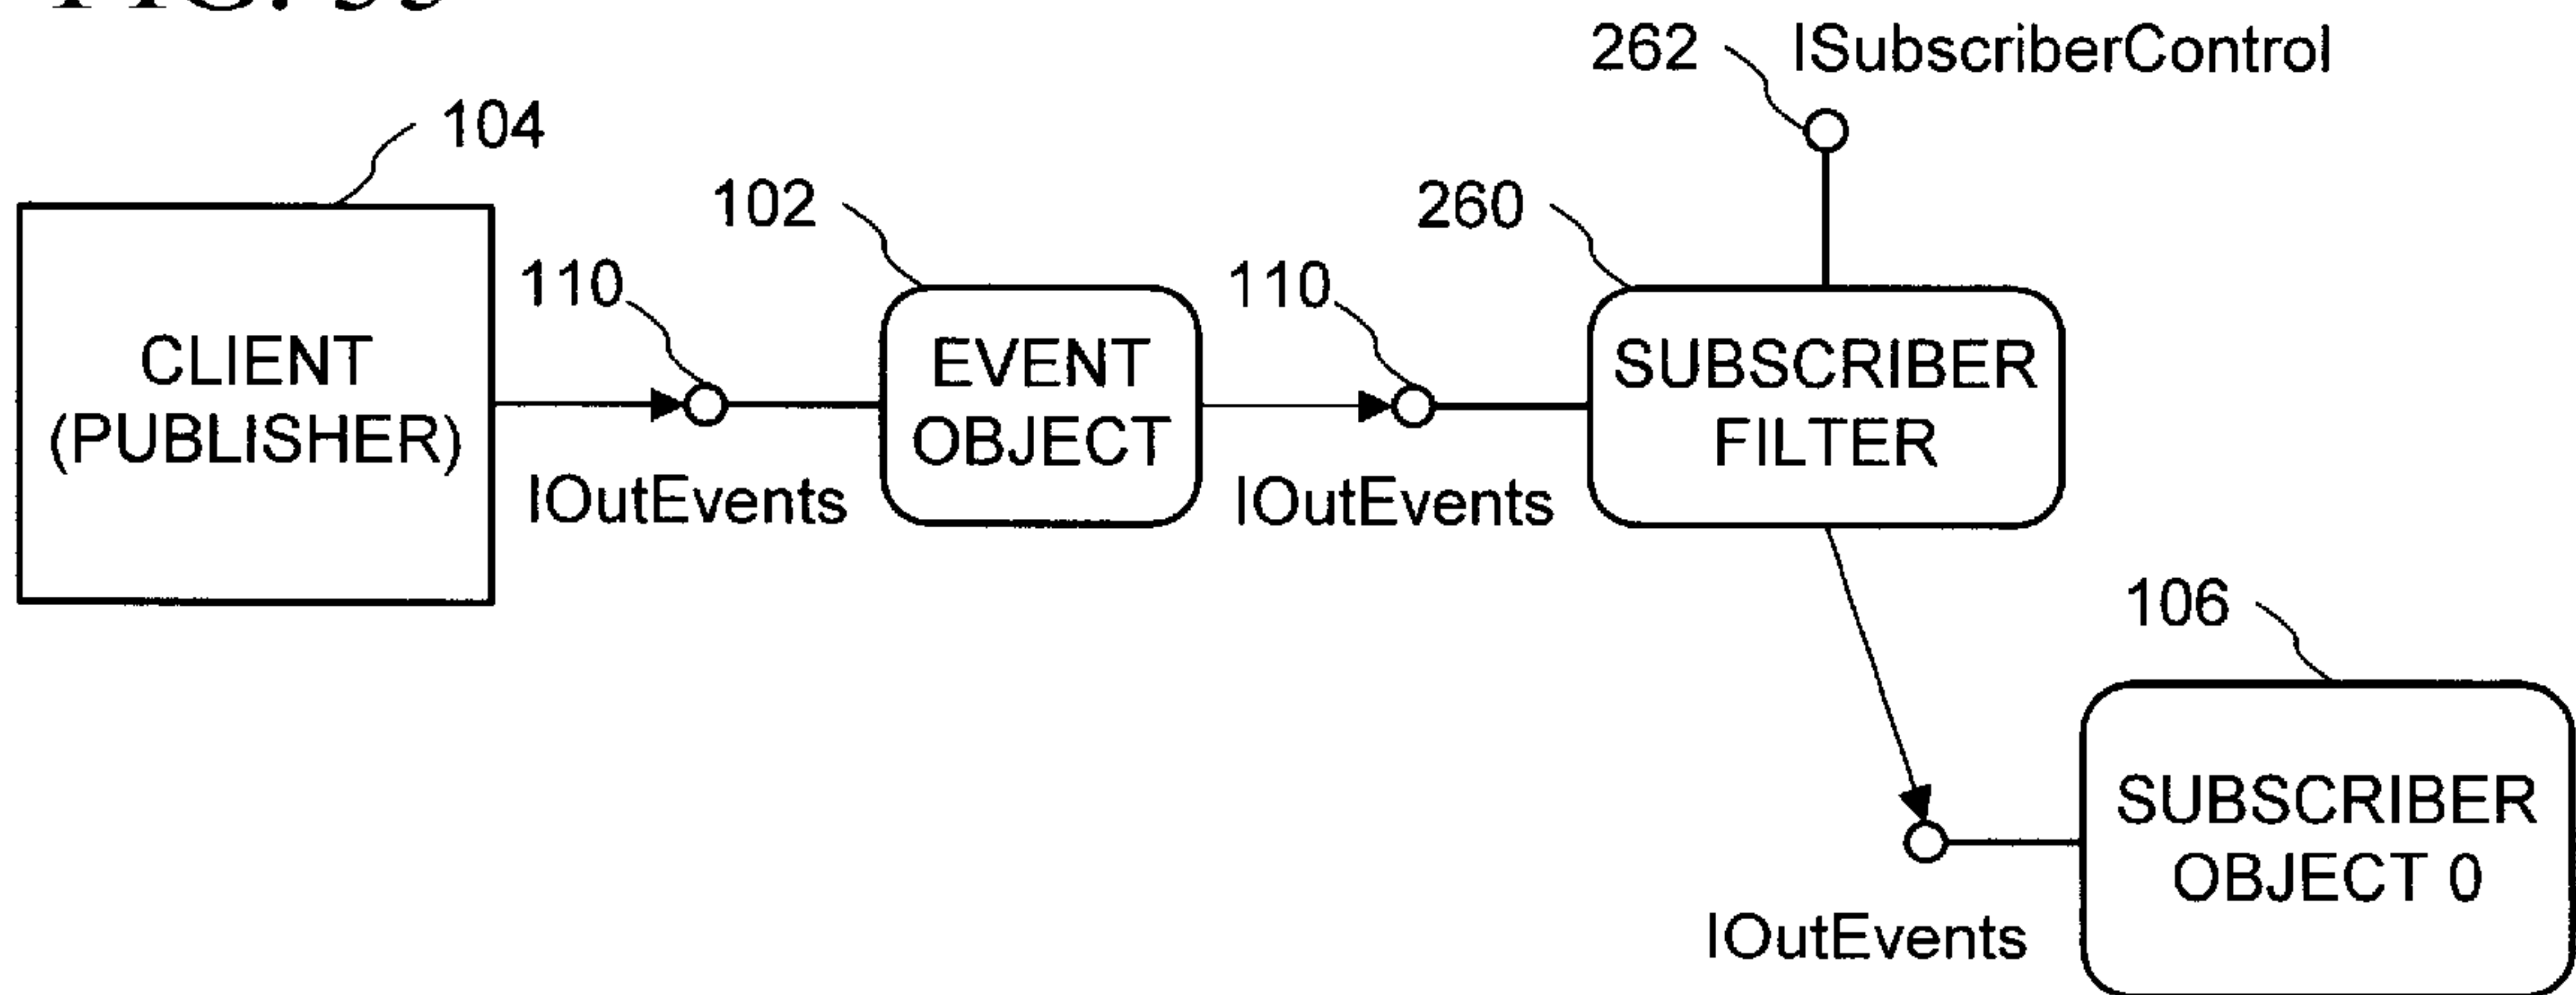 262 ISubscriberControl
104
102
260
110
110
CLIENT
(PUBLISHER)
EVENT
OBJECT
SUBSCRIBER
FILTER
IOutEvents
IOutEvents
106
SUBSCRIBER
OBJECT 0
IOutEvents